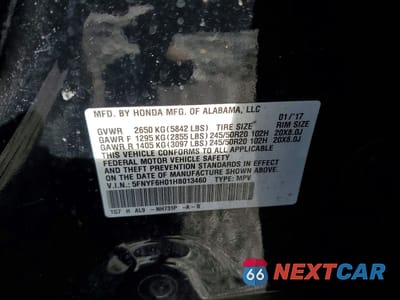 MFD. BY HONDA MFG. OF ALABAMA, LLC 01/'17
GVWR 2650 KG (5842 LBS) TIRE SIZE RIM SIZE
GAWR F 1295 KG (2855 LBS) 245/50R20 102H 20X8.0J
GAWR R 1405 KG (3097 LBS) 245/50R20 102H 20X8.0J
THIS VEHICLE CONFORMS TO ALL APPLICABLE
FEDERAL MOTOR VEHICLE SAFETY
AND THEFT PREVENTION STANDARDS IN EFFECT
ON THE DATE OF MANUFACTURE SHOWN ABOVE.
V.I.N.: 5FNYF6H01HB013460 TYPE: MPV
TG7 H AL9 -NH731P -A-B
66 NEXTCAR